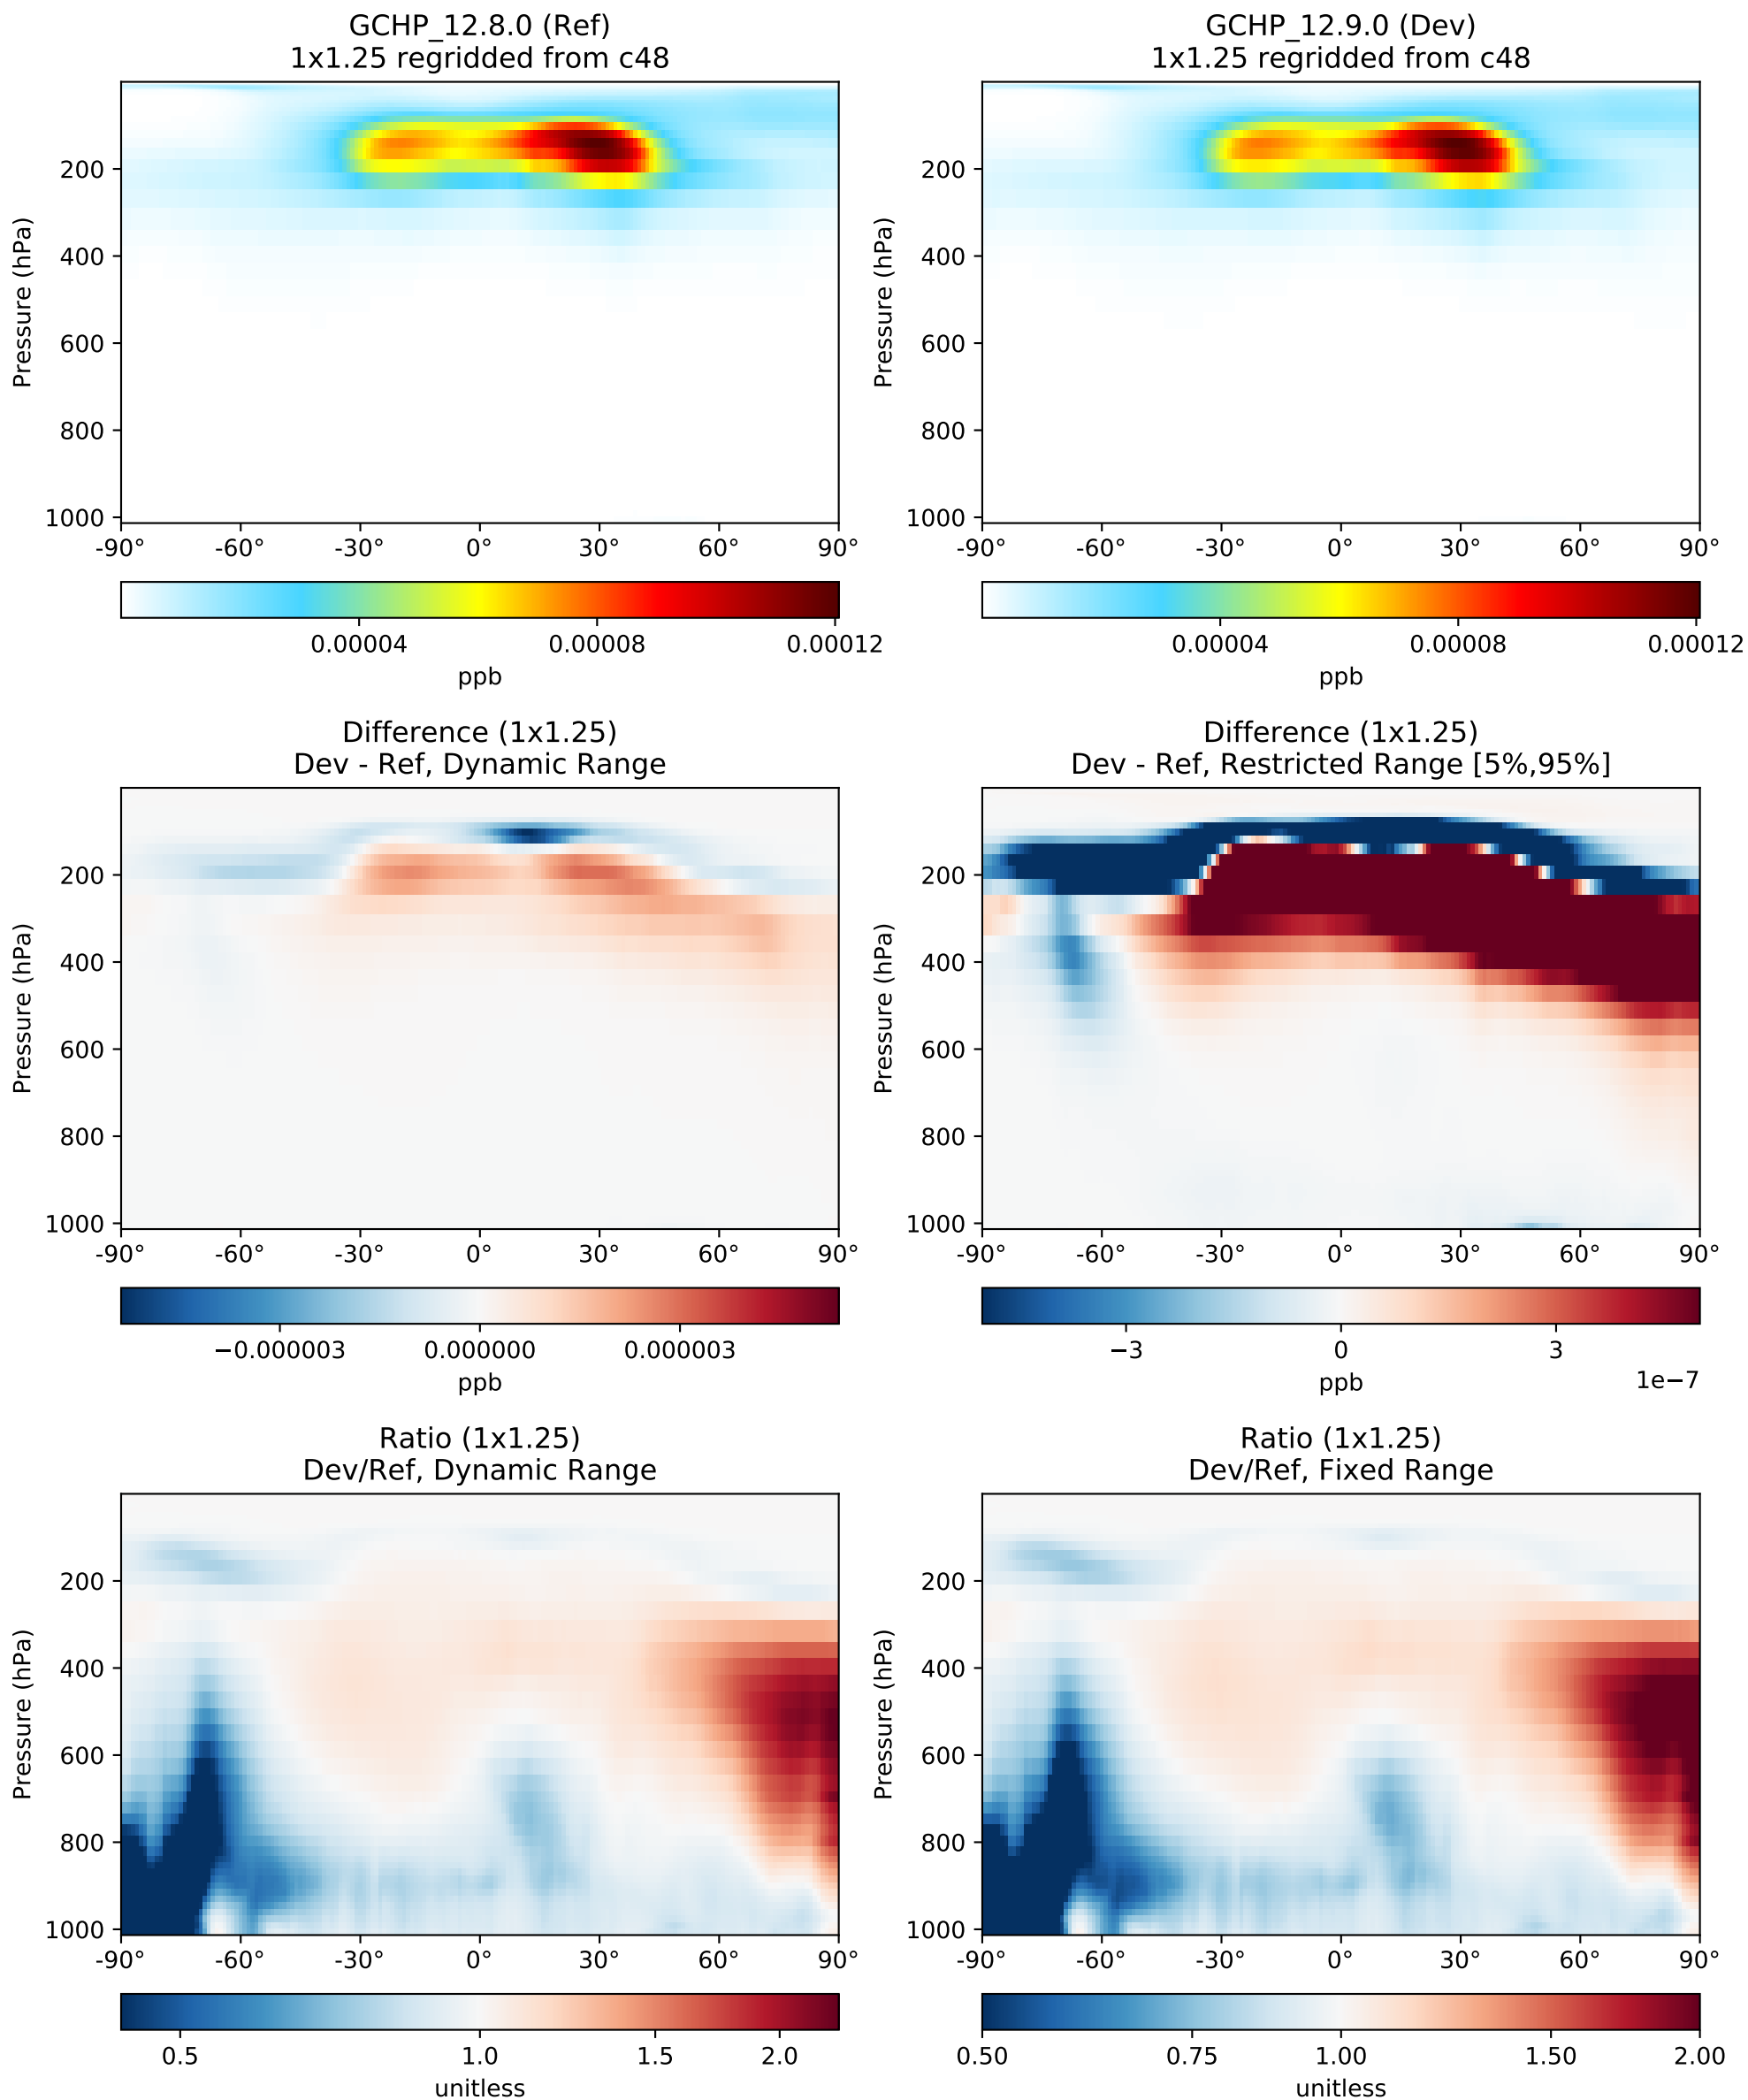 GCHP_12.8.0 (Ref)
1x1.25 regridded from c48
Pressure (hPa)
200
400
600
800
1000
-90° -60° -30° 0° 30° 60° 90°
0.00004 0.00008 0.00012
ppb
GCHP_12.9.0 (Dev)
1x1.25 regridded from c48
Pressure (hPa)
200
400
600
800
1000
-90° -60° -30° 0° 30° 60° 90°
0.00004 0.00008 0.00012
ppb
Difference (1x1.25)
Dev - Ref, Dynamic Range
Pressure (hPa)
200
400
600
800
1000
-90° -60° -30° 0° 30° 60° 90°
−0.000003 0.000000 0.000003
ppb
Difference (1x1.25)
Dev - Ref, Restricted Range [5%,95%]
Pressure (hPa)
200
400
600
800
1000
-90° -60° -30° 0° 30° 60° 90°
−3 0 3
ppb
1e−7
Ratio (1x1.25)
Dev/Ref, Dynamic Range
Pressure (hPa)
200
400
600
800
1000
-90° -60° -30° 0° 30° 60° 90°
0.5 1.0 1.5 2.0
unitless
Ratio (1x1.25)
Dev/Ref, Fixed Range
Pressure (hPa)
200
400
600
800
1000
-90° -60° -30° 0° 30° 60° 90°
0.50 0.75 1.00 1.50 2.00
unitless